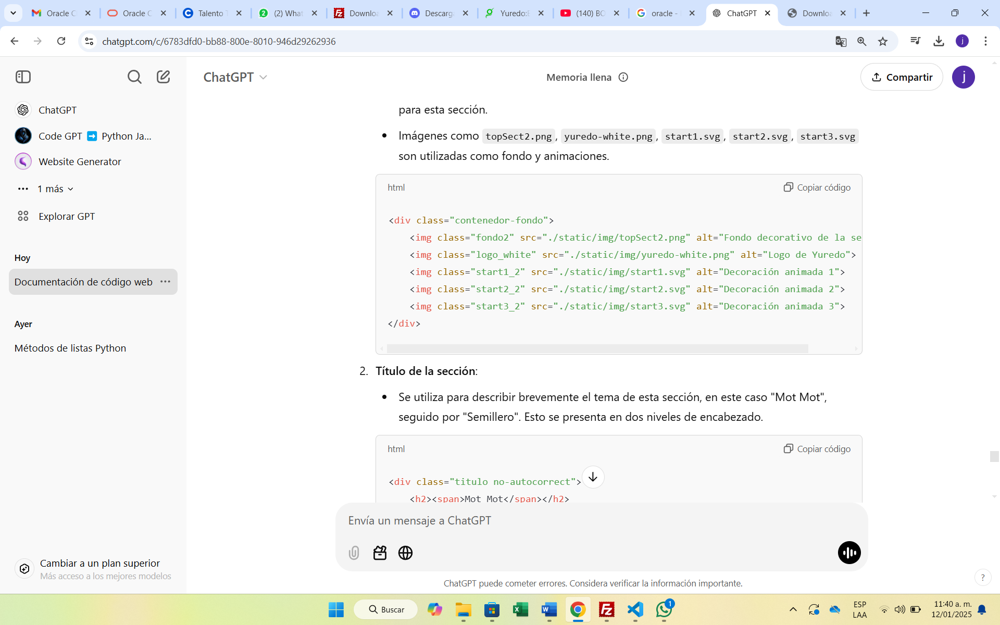 Oracle C
Oracle C
Talento T
(2) What
Downloa
Descarg
Yuredo:E
(140) BO
oracle -
ChatGPT
Downloa
chatgpt.com/c/6783dfd0-bb88-800e-8010-946d29262936
j
ChatGPT
Memoria llena
Compartir
j
ChatGPT
Code GPT ➡ Python Ja...
Website Generator
1 más
Explorar GPT
Hoy
Documentación de código web
Ayer
Métodos de listas Python
Cambiar a un plan superior
Más acceso a los mejores modelos
para esta sección.
• Imágenes como topSect2.png, yuredo-white.png, start1.svg, start2.svg, start3.svg
son utilizadas como fondo y animaciones.
html
Copiar código
<div class="contenedor-fondo">
<img class="fondo2" src="./static/img/topSect2.png" alt="Fondo decorativo de la se
<img class="logo_white" src="./static/img/yuredo-white.png" alt="Logo de Yuredo">
<img class="start1_2" src="./static/img/start1.svg" alt="Decoración animada 1">
<img class="start2_2" src="./static/img/start2.svg" alt="Decoración animada 2">
<img class="start3_2" src="./static/img/start3.svg" alt="Decoración animada 3">
</div>
2. Título de la sección:
• Se utiliza para describir brevemente el tema de esta sección, en este caso "Mot Mot",
seguido por "Semillero". Esto se presenta en dos niveles de encabezado.
html
Copiar código
<div class="titulo no-autocorrect">
<h2><span>Mot Mot</span></h2>
Envía un mensaje a ChatGPT
ChatGPT puede cometer errores. Considera verificar la información importante.
?
Buscar
1
ESP
LAA
11:40 a. m.
12/01/2025